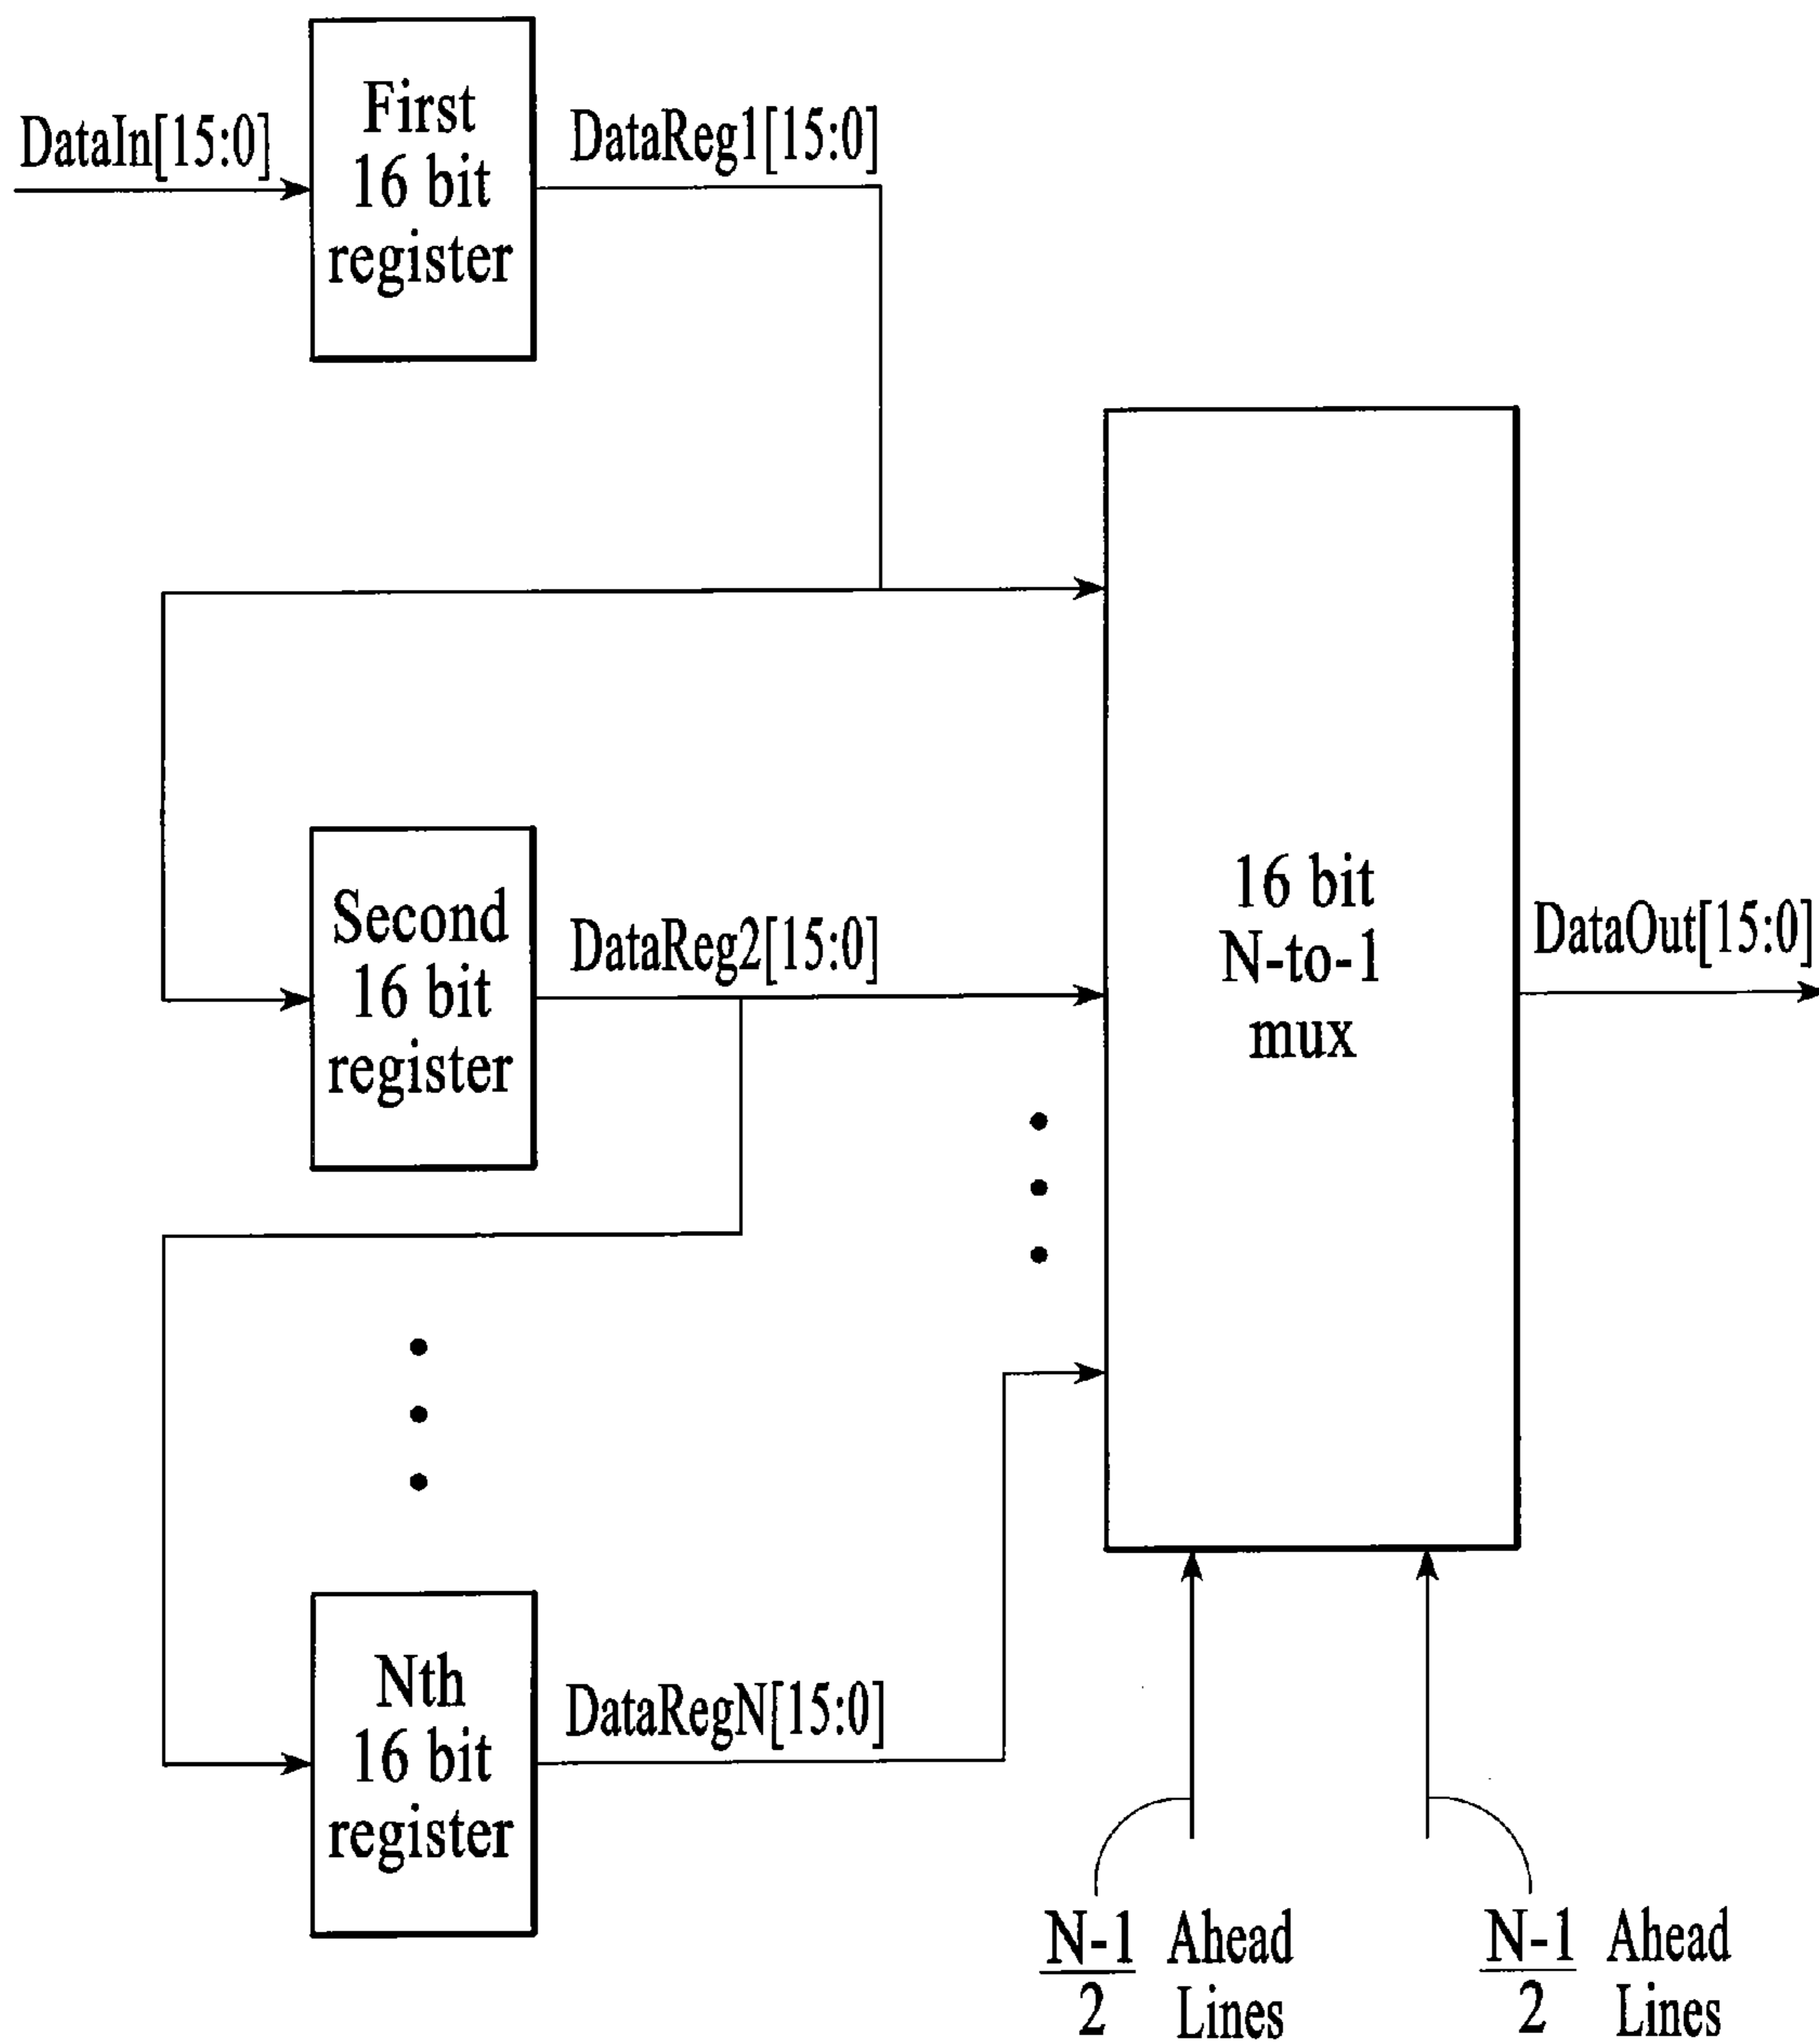 DataIn[15:0]
First
16 bit
register
DataReg1[15:0]
Second
16 bit
register
DataReg2[15:0]
16 bit
N-to-1
mux
DataOut[15:0]
Nth
16 bit
register
DataRegN[15:0]
N-1
2
Ahead
Lines
N-1
2
Ahead
Lines